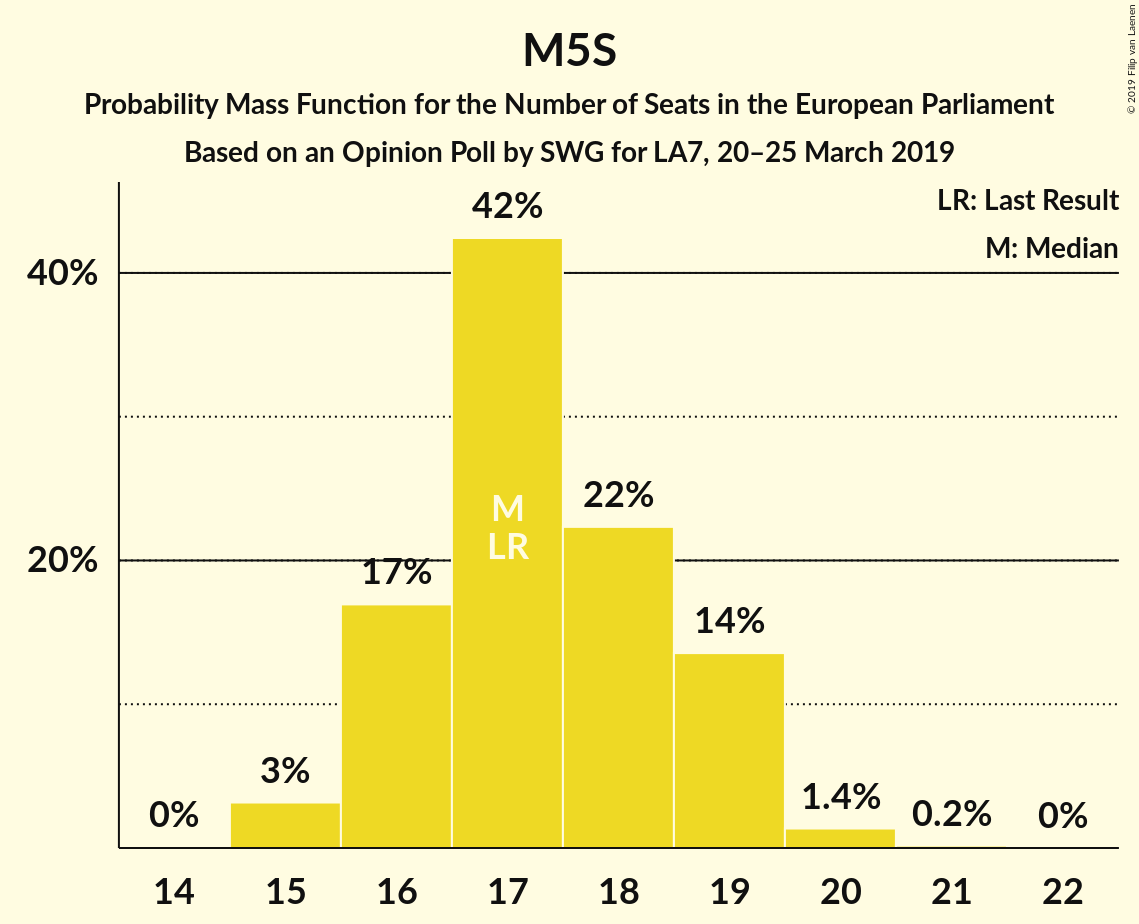 M5S
Probability Mass Function for the Number of Seats in the European Parliament
Based on an Opinion Poll by SWG for LA7, 20–25 March 2019
© 2019 Filip van Laenen
LR: Last Result
M: Median
42%
40%
22%
M
LR
20%
17%
14%
3%
1.4%
0%
0.2%
0%
14 15 16 17 18 19 20 21 22